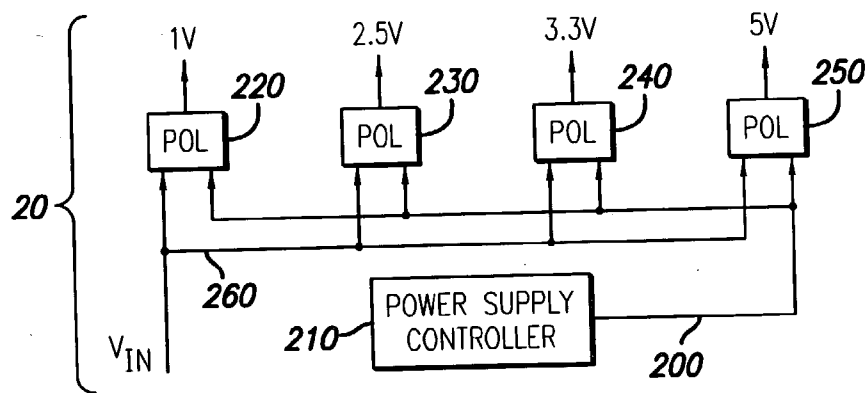 1V
2.5V
3.3V
5V
220
230
240
250
POL
POL
POL
POL
20
260
210
POWER SUPPLY
CONTROLLER
200
VIN